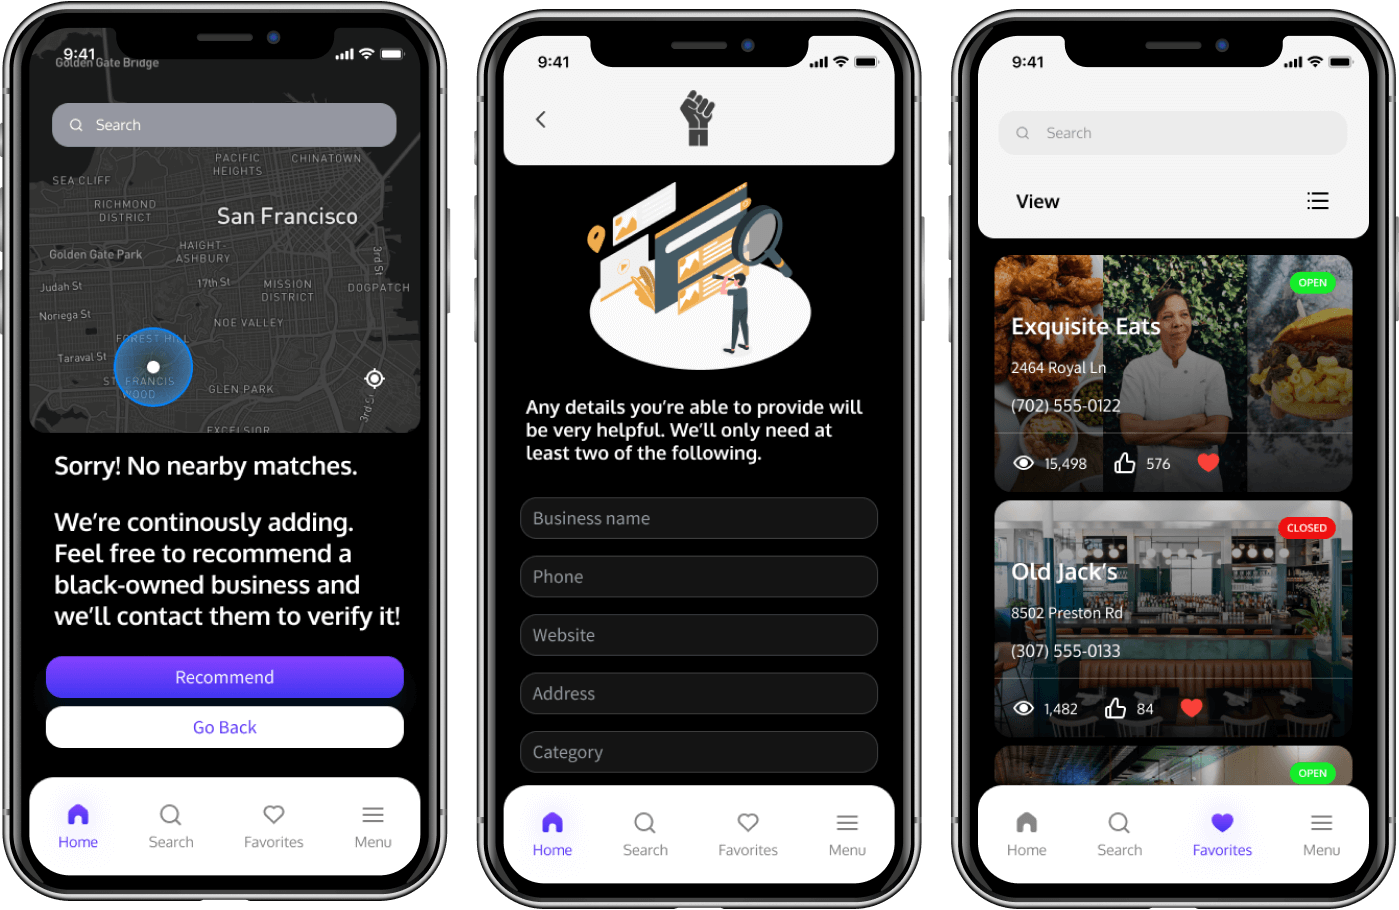 9:41
Golden Gate Bridge
Search
PACIFIC
HEIGHTS
CHINATOWN
SEA CLIFF
RICHMOND
DISTRICT
San Francisco
HAIGHT-
ASHBURY
Golden Gate Park
3rd St
17th St
Judah St
MISSION
DISTRICT
DOGPATCH
Noriega St
NOE VALLEY
FOREST HILL
Taraval St
ST. FRANCIS
WOOD
GLEN PARK
3rd St
EXCELSIOR
Sorry! No nearby matches.
We're continously adding.
Feel free to recommend a
black-owned business and
we'll contact them to verify it!
Recommend
Go Back
Home
Search
Favorites
Menu
9:41
Any details you're able to provide will
be very helpful. We'll only need at
least two of the following.
Business name
Phone
Website
Address
Category
Home
Search
Favorites
Menu
9:41
Search
View
OPEN
Exquisite Eats
2464 Royal Ln
(702) 555-0122
15,498
576
CLOSED
Old Jack's
8502 Preston Rd
(307) 555-0133
1,482
84
OPEN
Home
Search
Favorites
Menu